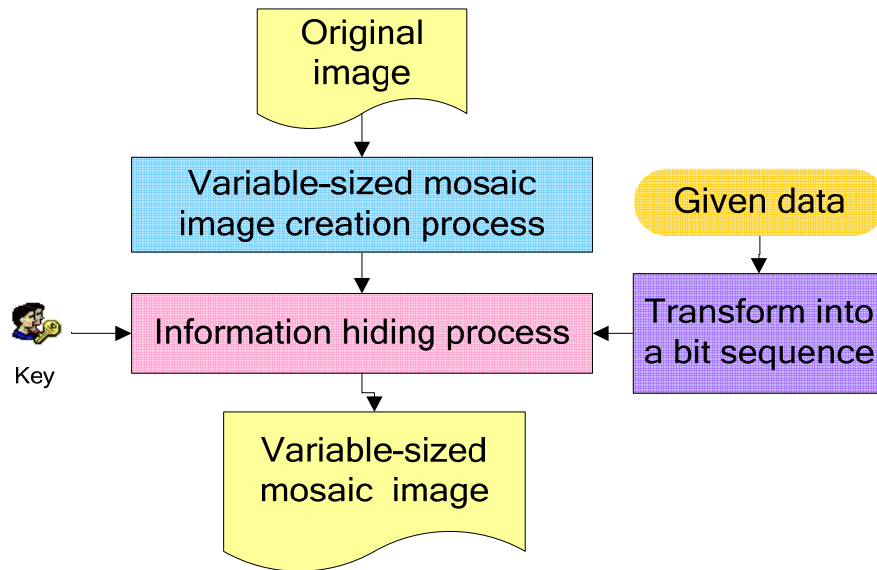 Original
image
Variable-sized mosaic
image creation process
Given data
Information hiding process
Transform into
a bit sequence
Key
Variable-sized
mosaic image